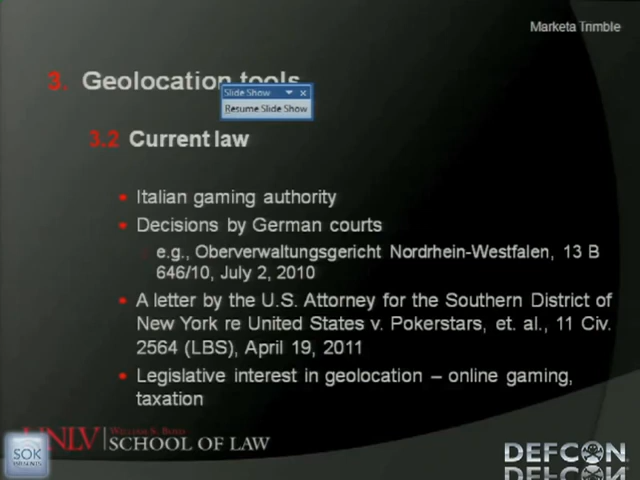 Marketa Trimble
3. Geolocation tools
Slide Show
Resume Slide Show
3.2 Current law
Italian gaming authority
Decisions by German courts
e.g., Oberverwaltungsgericht Nordrhein-Westfalen, 13 B
646/10, July 2, 2010
A letter by the U.S. Attorney for the Southern District of
New York re United States v. Pokerstars, et. al., 11 Civ.
2564 (LBS), April 19, 2011
Legislative interest in geolocation – online gaming,
taxation
UNLV WILLIAM S. BOYD
SCHOOL OF LAW
SOK
DEFCON